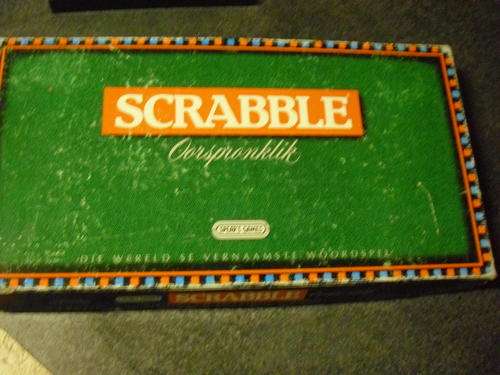 SCRABBLE
Oorspronklik
SPEAR'S GAMES
DIE WÊRELD SE VERNAAMSTE WOORDSPEL
SCRABBLE